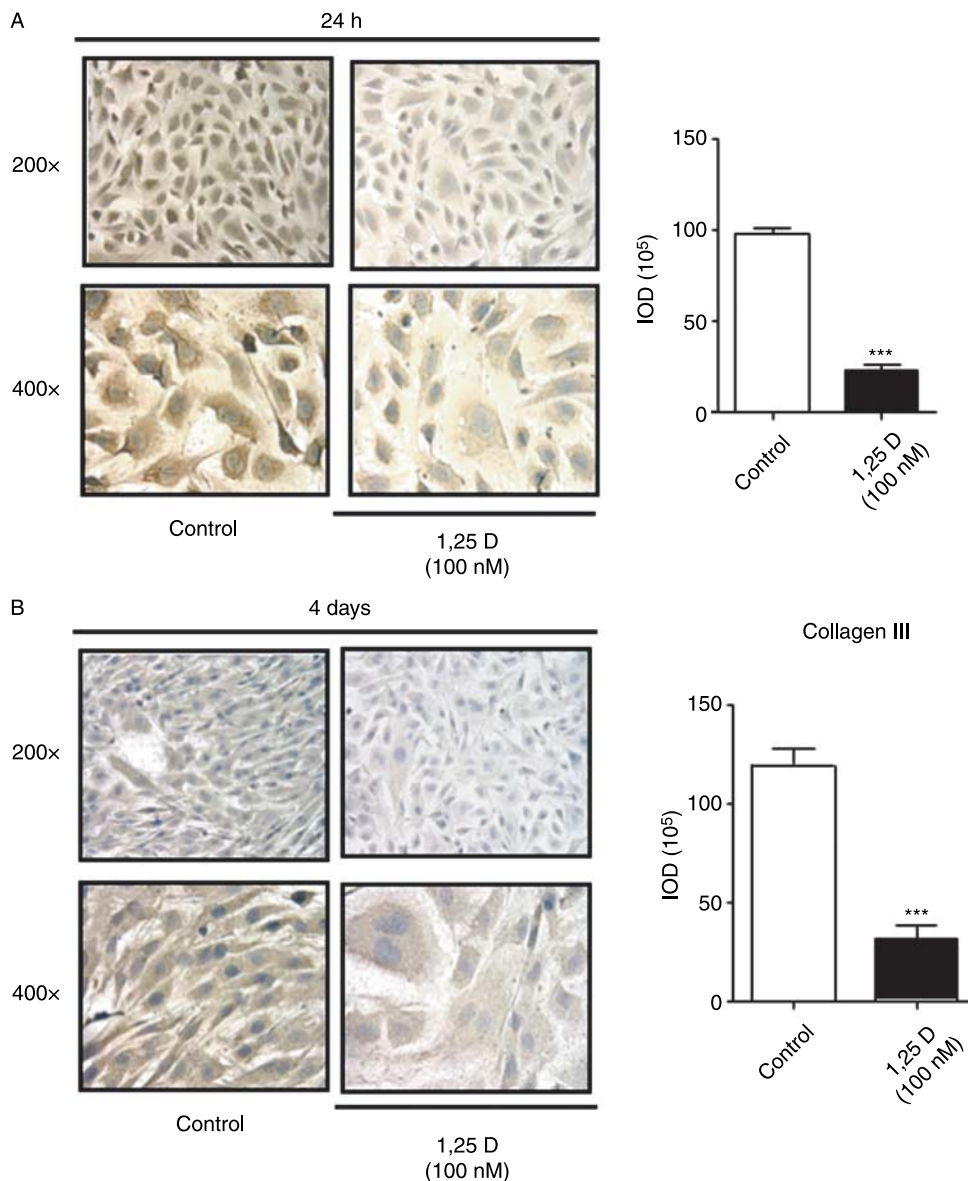 A
24 h
200×
400×
Control
1,25 D
(100 nM)
150
100
50
0
IOD (10⁵)
***
Control
1,25 D
(100 nM)
B
4 days
200×
400×
Control
1,25 D
(100 nM)
Collagen III
150
100
50
0
IOD (10⁵)
***
Control
1,25 D
(100 nM)